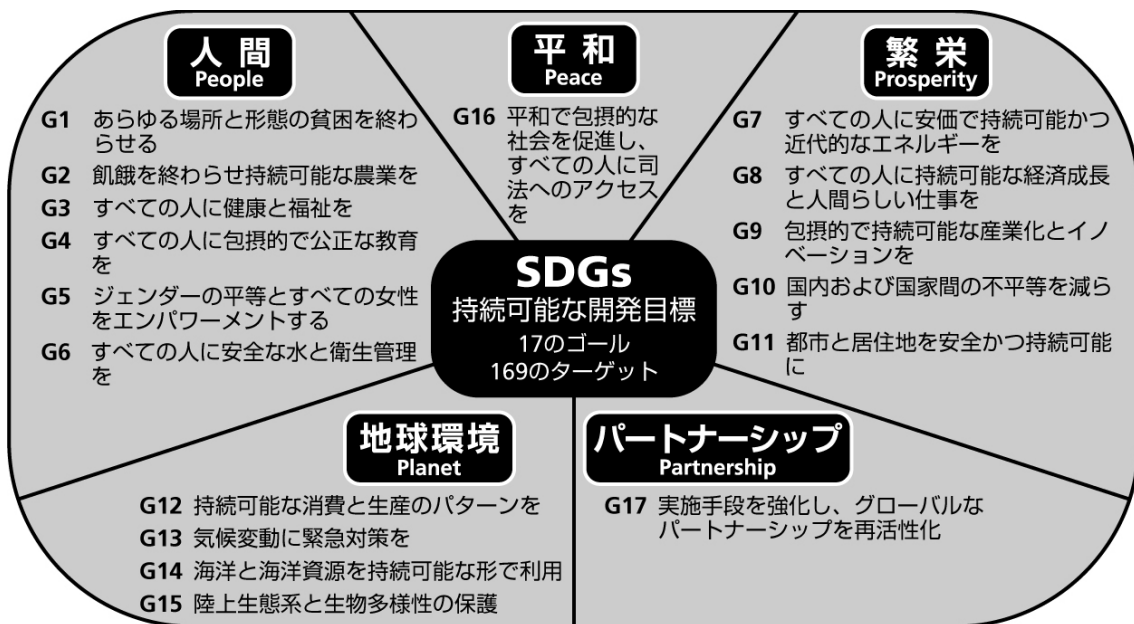 人間
People
G1 あらゆる場所と形態の貧困を終わ
らせる
G2 飢餓を終わらせ持続可能な農業を
G3 すべての人に健康と福祉を
G4 すべての人に包摂的で公正な教育
を
G5 ジェンダーの平等とすべての女性
をエンパワーメントする
G6 すべての人に安全な水と衛生管理
を
平和
Peace
G16 平和で包摂的な
社会を促進し、
すべての人に司
法へのアクセス
を
繁栄
Prosperity
G7 すべての人に安価で持続可能かつ
近代的なエネルギーを
G8 すべての人に持続可能な経済成長
と人間らしい仕事を
G9 包摂的で持続可能な産業化とイノ
ベーションを
G10 国内および国家間の不平等を減ら
す
G11 都市と居住地を安全かつ持続可能
に
SDGs
持続可能な開発目標
17のゴール
169のターゲット
地球環境
Planet
G12 持続可能な消費と生産のパターンを
G13 気候変動に緊急対策を
G14 海洋と海洋資源を持続可能な形で利用
G15 陸上生態系と生物多様性の保護
パートナーシップ
Partnership
G17 実施手段を強化し、グローバルな
パートナーシップを再活性化